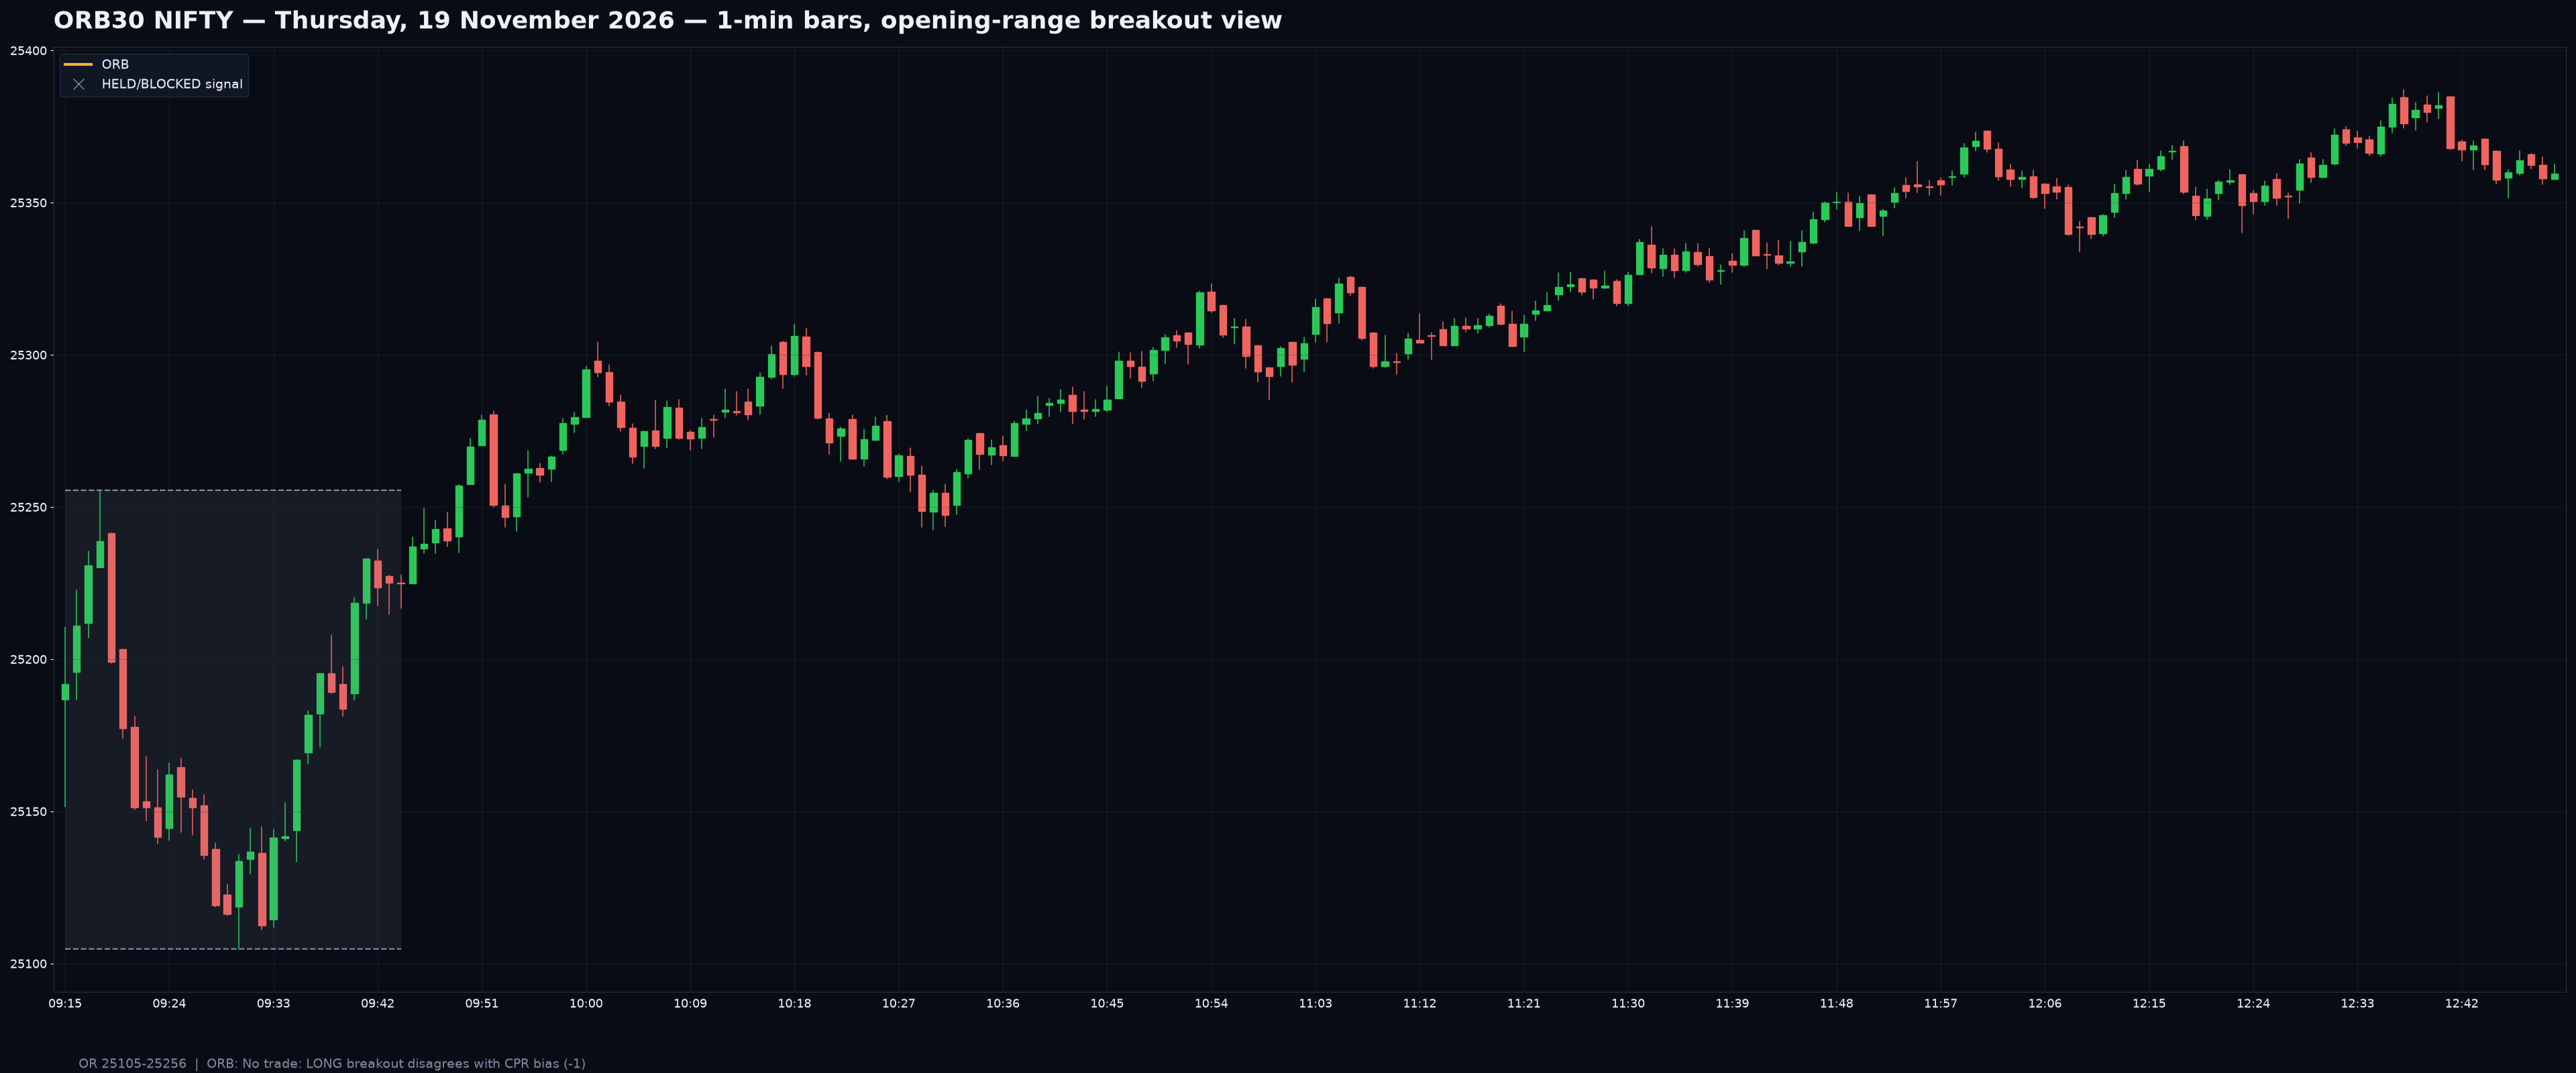 ORB30 NIFTY — Thursday, 19 November 2026 — 1-min bars, opening-range breakout view
25400
ORB
HELD/BLOCKED signal
25350
25300
25250
25200
25150
25100
09:15 09:24 09:33 09:42 09:51 10:00 10:09 10:18 10:27 10:36 10:45 10:54 11:03 11:12 11:21 11:30 11:39 11:48 11:57 12:06 12:15 12:24 12:33 12:42
OR 25105-25256 | ORB: No trade: LONG breakout disagrees with CPR bias (-1)